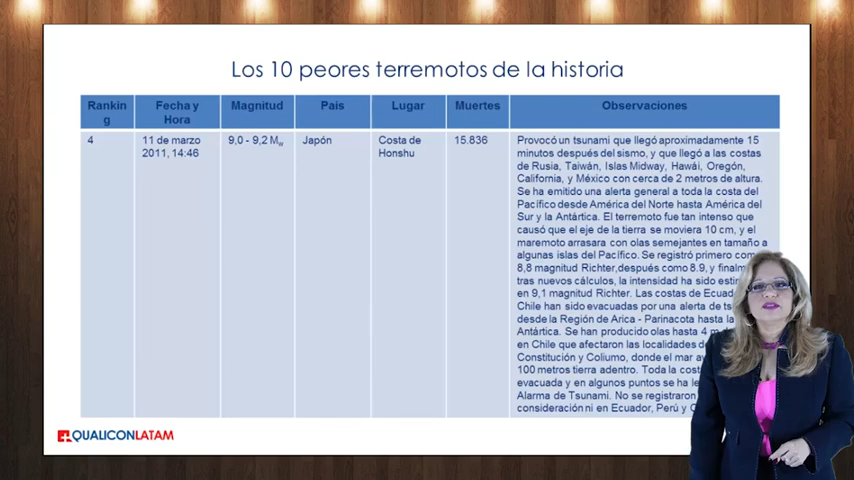 Los 10 peores terremotos de la historia
Rankin
g
Fecha y
Hora
Magnitud
Pais
Lugar
Muertes
Observaciones
4
11 de marzo
2011, 14:46
9,0 - 9,2 Mw
Japón
Costa de
Honshu
15.836
Provocó un tsunami que llegó aproximadamente 15
minutos después del sismo, y que llegó a las costas
de Rusia, Taiwán, Islas Midway, Hawái, Oregón,
California, y México con cerca de 2 metros de altura.
Se ha emitido una alerta general a toda la costa del
Pacífico desde América del Norte hasta América del
Sur y la Antártica. El terremoto fue tan intenso que
causó que el eje de la tierra se moviera 10 cm, y el
maremoto arrasara con olas semejantes en tamaño a
algunas islas del Pacífico. Se registró primero como
8,8 magnitud Richter,después como 8.9, y
tras nuevos cálculos, la intensidad ha sido
en 9,1 magnitud Richter. Las costas de
Chile han sido evacuadas por una alerta de
desde la Región de Arica - Parinacota hasta la
Antártica. Se han producido olas hasta 4 m
en Chile que afectaron las localidades
Constitución y Coliumo, donde el mar
100 metros tierra adentro. Toda la
evacuada y en algunos puntos se ha
Alarma de Tsunami. No se registraron
consideración ni en Ecuador, Perú y
QUALICONLATAM